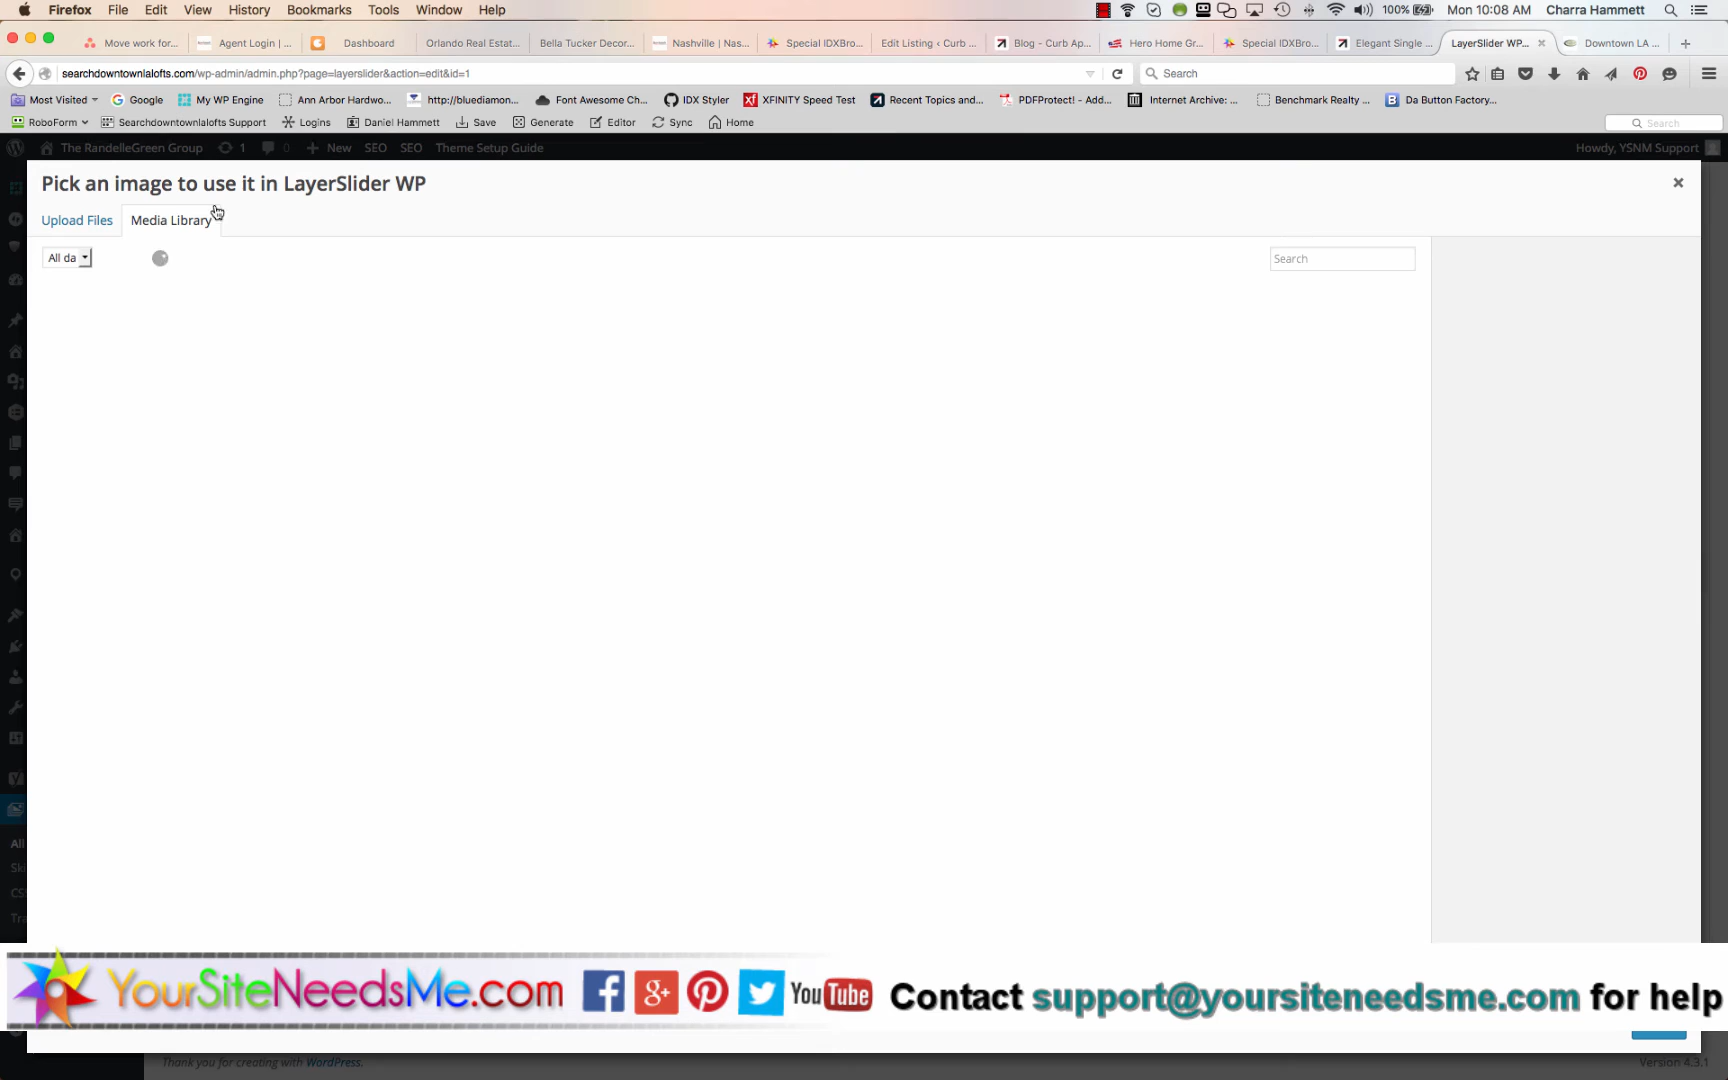 Firefox File Edit View History Bookmarks Tools Window Help 100% Mon 10:08 AM Charra Hammett
Move work for... Agent Login | ... Dashboard Orlando Real Estat... Bella Tucker Decor... Nashville | Nas... Special IDXBro... Edit Listing ‹ Curb ... Blog - Curb Ap... Hero Home Gr... Special IDXBro... Elegant Single ... LayerSlider WP... Downtown LA ...
searchdowntownlalofts.com/wp-admin/admin.php?page=layerslider&action=edit&id=1 Search
Most Visited Google My WP Engine Ann Arbor Hardwo... http://bluediamon... Font Awesome Ch... IDX Styler XFINITY Speed Test Recent Topics and... PDFProtect! - Add... Internet Archive: ... Benchmark Realty ... Da Button Factory...
RoboForm Searchdowntownlalofts Support Logins Daniel Hammett Save Generate Editor Sync Home Search
The RandelleGreen Group 1 0 New SEO SEO Theme Setup Guide Howdy, YSNM Support
Pick an image to use it in LayerSlider WP
Upload Files Media Library
All da Search
All
Ski
CS
Tra
YourSiteNeedsMe.com f g+ You Tube Contact support@yoursiteneedsme.com for help
Thank you for creating with WordPress. Version 4.3.1